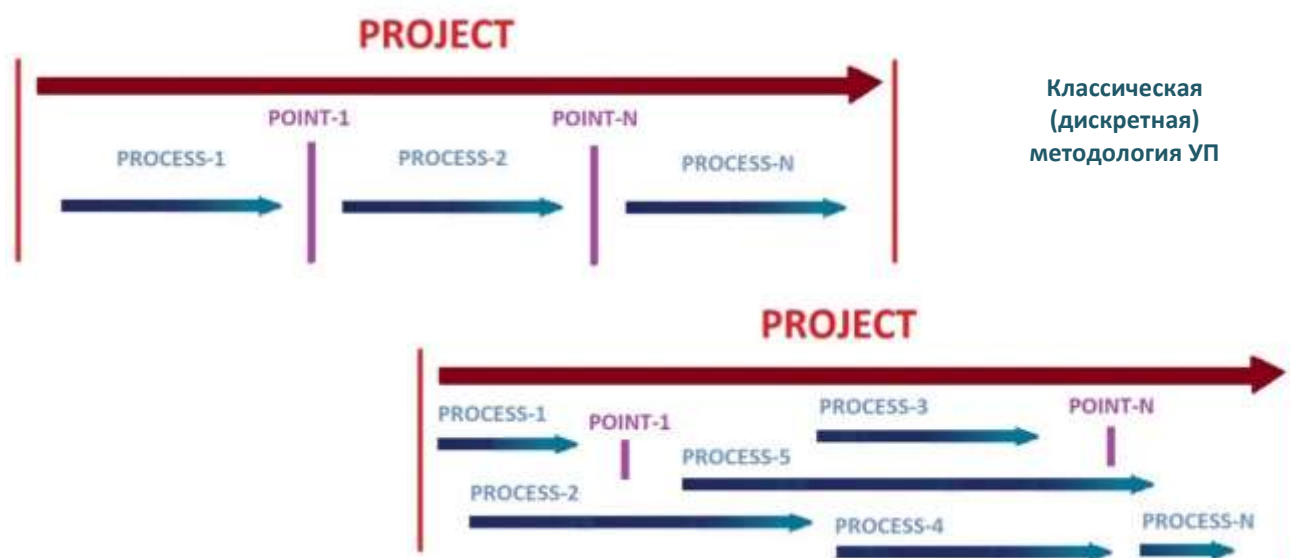 PROJECT
POINT-1
POINT-N
PROCESS-1
PROCESS-2
PROCESS-N
Классическая
(дискретная)
методология УП
PROJECT
PROCESS-1
POINT-1
PROCESS-3
POINT-N
PROCESS-5
PROCESS-2
PROCESS-4
PROCESS-N